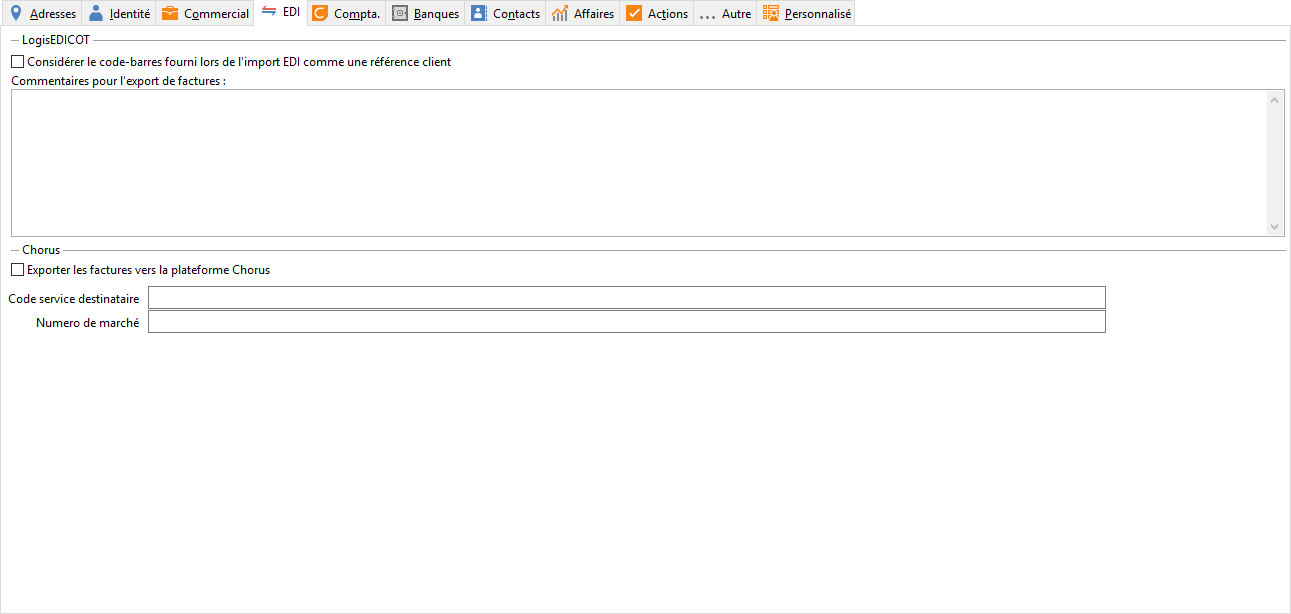 Adresses Identité Commercial EDI Compta. Banques Contacts Affaires Actions ... Autre Personnalisé
LogisEDICOT
Considérer le code-barres fourni lors de l'import EDI comme une référence client
Commentaires pour l'export de factures :
Chorus
Exporter les factures vers la plateforme Chorus
Code service destinataire
Numero de marché